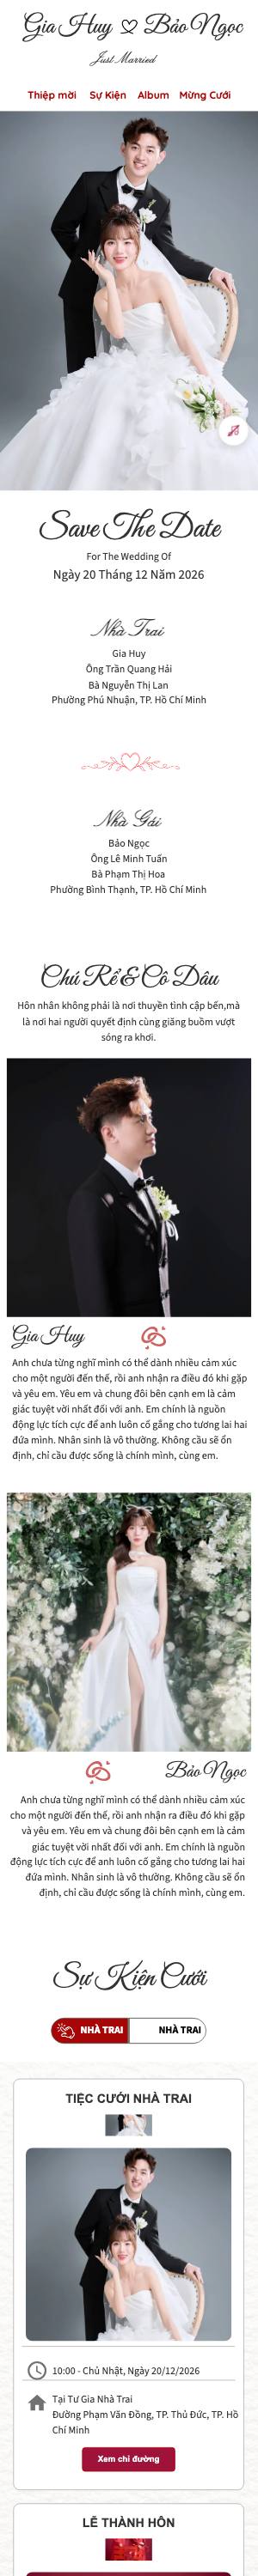 Gia Huy ♡ Bảo Ngọc
Just Married
Thiệp mời Sự Kiện Album Mừng Cưới
Save The Date
For The Wedding Of
Ngày 20 Tháng 12 Năm 2026
Nhà Trai
Gia Huy
Ông Trần Quang Hải
Bà Nguyễn Thị Lan
Phường Phú Nhuận, TP. Hồ Chí Minh
Nhà Gái
Bảo Ngọc
Ông Lê Minh Tuấn
Bà Phạm Thị Hoa
Phường Bình Thạnh, TP. Hồ Chí Minh
Chú Rể & Cô Dâu
Hôn nhân không phải là nơi thuyền tình cập bến,mà
là nơi hai người quyết định cùng giăng buồm vượt
sóng ra khơi.
Gia Huy
Anh chưa từng nghĩ mình có thể dành nhiều cảm xúc
cho một người đến thế, rồi anh nhận ra điều đó khi gặp
và yêu em. Yêu em và chung đôi bên cạnh em là cảm
giác tuyệt vời nhất đối với anh. Em chính là nguồn
động lực tích cực để anh luôn cố gắng cho tương lai hai
đứa mình. Nhân sinh là vô thường. Không cầu sẽ ổn
định, chỉ cầu được sống là chính mình, cùng em.
Bảo Ngọc
Anh chưa từng nghĩ mình có thể dành nhiều cảm xúc
cho một người đến thế, rồi anh nhận ra điều đó khi gặp
và yêu em. Yêu em và chung đôi bên cạnh em là cảm
giác tuyệt vời nhất đối với anh. Em chính là nguồn
động lực tích cực để anh luôn cố gắng cho tương lai hai
đứa mình. Nhân sinh là vô thường. Không cầu sẽ ổn
định, chỉ cầu được sống là chính mình, cùng em.
Sự Kiện Cưới
NHÀ TRAI NHÀ TRAI
TIỆC CƯỚI NHÀ TRAI
10:00 - Chủ Nhật, Ngày 20/12/2026
Tại Tư Gia Nhà Trai
Đường Phạm Văn Đồng, TP. Thủ Đức, TP. Hồ
Chí Minh
Xem chỉ đường
LỄ THÀNH HÔN